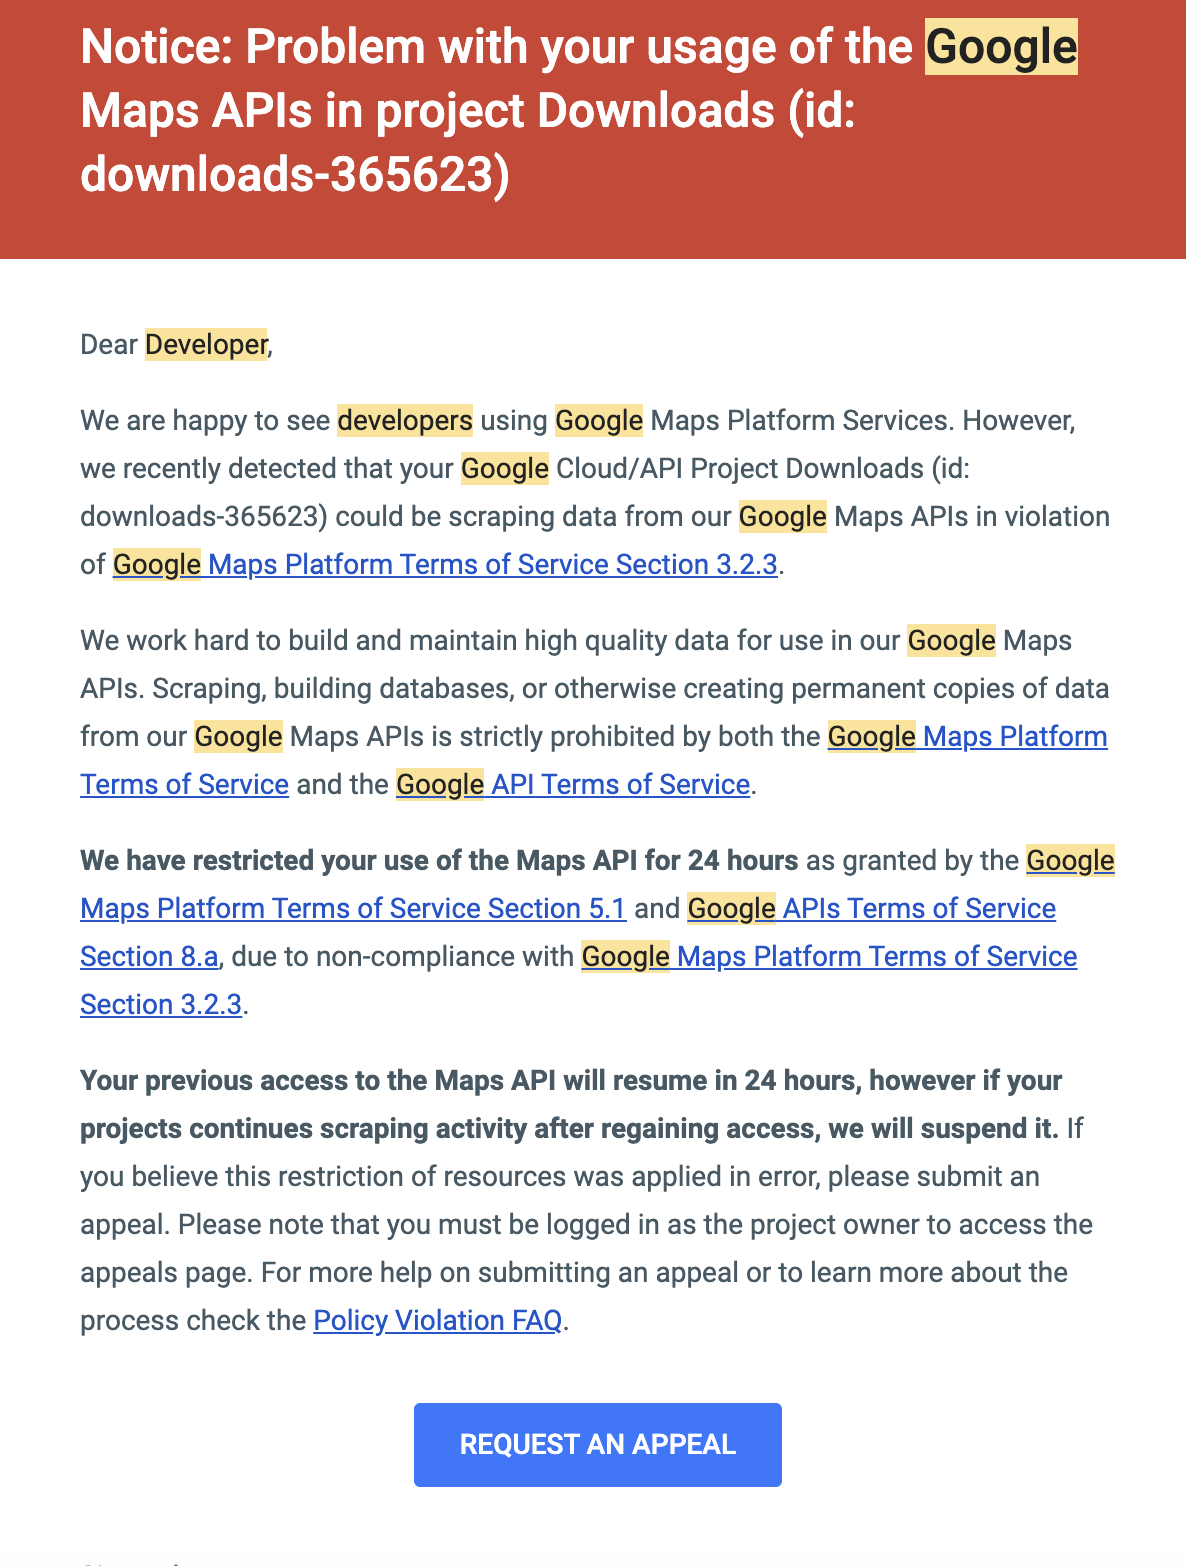 Notice: Problem with your usage of the Google
Maps APIs in project Downloads (id:
downloads-365623)
Dear Developer,
We are happy to see developers using Google Maps Platform Services. However,
we recently detected that your Google Cloud/API Project Downloads (id:
downloads-365623) could be scraping data from our Google Maps APIs in violation
of Google Maps Platform Terms of Service Section 3.2.3.
We work hard to build and maintain high quality data for use in our Google Maps
APIs. Scraping, building databases, or otherwise creating permanent copies of data
from our Google Maps APIs is strictly prohibited by both the Google Maps Platform
Terms of Service and the Google API Terms of Service.
We have restricted your use of the Maps API for 24 hours as granted by the Google
Maps Platform Terms of Service Section 5.1 and Google APIs Terms of Service
Section 8.a, due to non-compliance with Google Maps Platform Terms of Service
Section 3.2.3.
Your previous access to the Maps API will resume in 24 hours, however if your
projects continues scraping activity after regaining access, we will suspend it. If
you believe this restriction of resources was applied in error, please submit an
appeal. Please note that you must be logged in as the project owner to access the
appeals page. For more help on submitting an appeal or to learn more about the
process check the Policy Violation FAQ.
REQUEST AN APPEAL